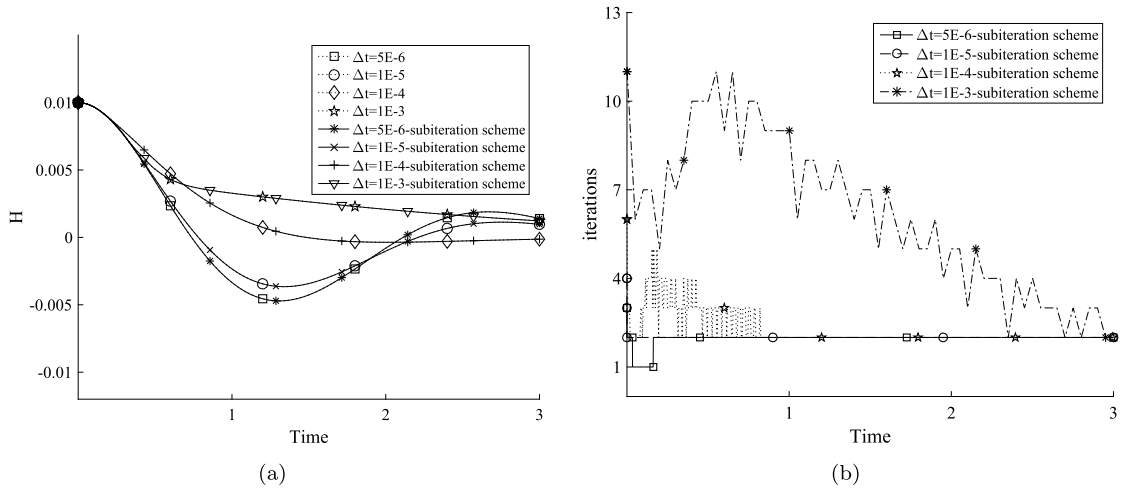 H
0.01
0.005
0
-0.005
-0.01
1
2
3
Time
Δt=5E-6
Δt=1E-5
Δt=1E-4
Δt=1E-3
Δt=5E-6-subiteration scheme
Δt=1E-5-subiteration scheme
Δt=1E-4-subiteration scheme
Δt=1E-3-subiteration scheme
(a)
iterations
13
10
7
4
1
1
2
3
Time
Δt=5E-6-subiteration scheme
Δt=1E-5-subiteration scheme
Δt=1E-4-subiteration scheme
Δt=1E-3-subiteration scheme
(b)